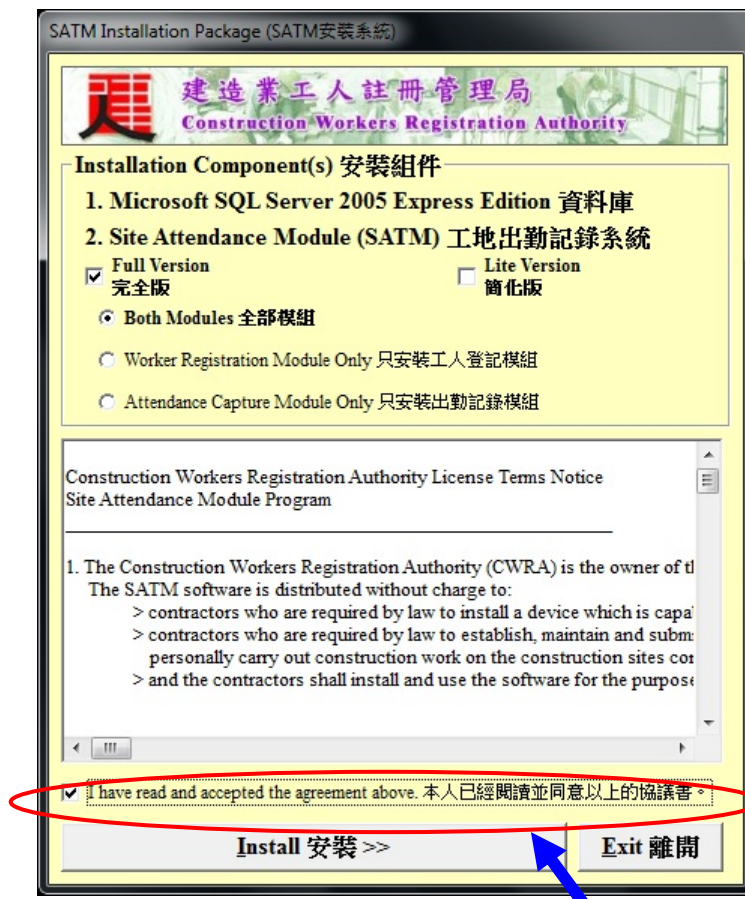 SATM Installation Package (SATM安裝系統)
建造業工人註冊管理局
Construction Workers Registration Authority
Installation Component(s) 安裝組件
1. Microsoft SQL Server 2005 Express Edition 資料庫
2. Site Attendance Module (SATM) 工地出勤記錄系統
Full Version
完全版
Lite Version
簡化版
Both Modules 全部模組
Worker Registration Module Only 只安裝工人登記模組
Attendance Capture Module Only 只安裝出勤記錄模組
Construction Workers Registration Authority License Terms Notice
Site Attendance Module Program
1. The Construction Workers Registration Authority (CWRA) is the owner of
The SATM software is distributed without charge to:
> contractors who are required by law to install a device which is
> contractors who are required by law to establish, maintain and
personally carry out construction work on the construction sites
> and the contractors shall install and use the software for the
I have read and accepted the agreement above. 本人已經閱讀並同意以上的協議書。
Install 安裝 >>
Exit 離開